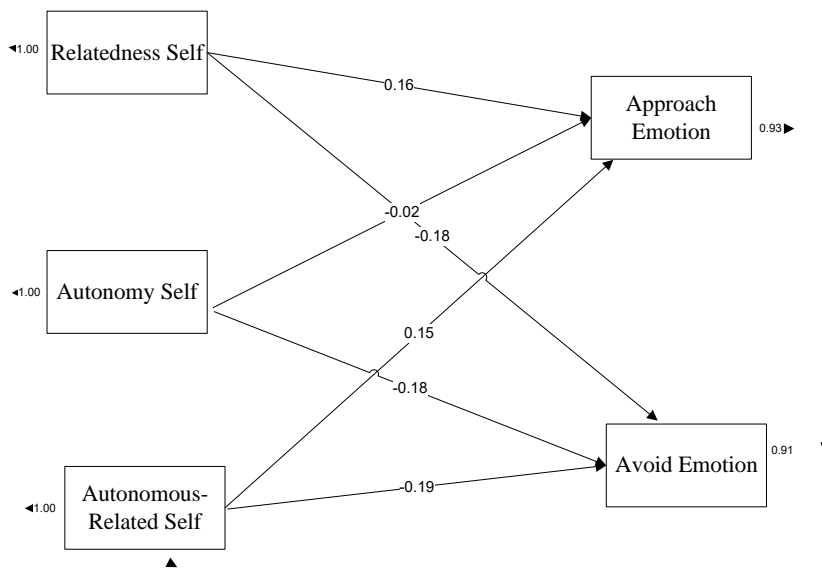 Relatedness Self
1.00
0.16
Approach
Emotion
0.93
-0.02
-0.18
Autonomy Self
1.00
0.15
-0.18
Avoid Emotion
0.91
Autonomous-
Related Self
1.00
-0.19